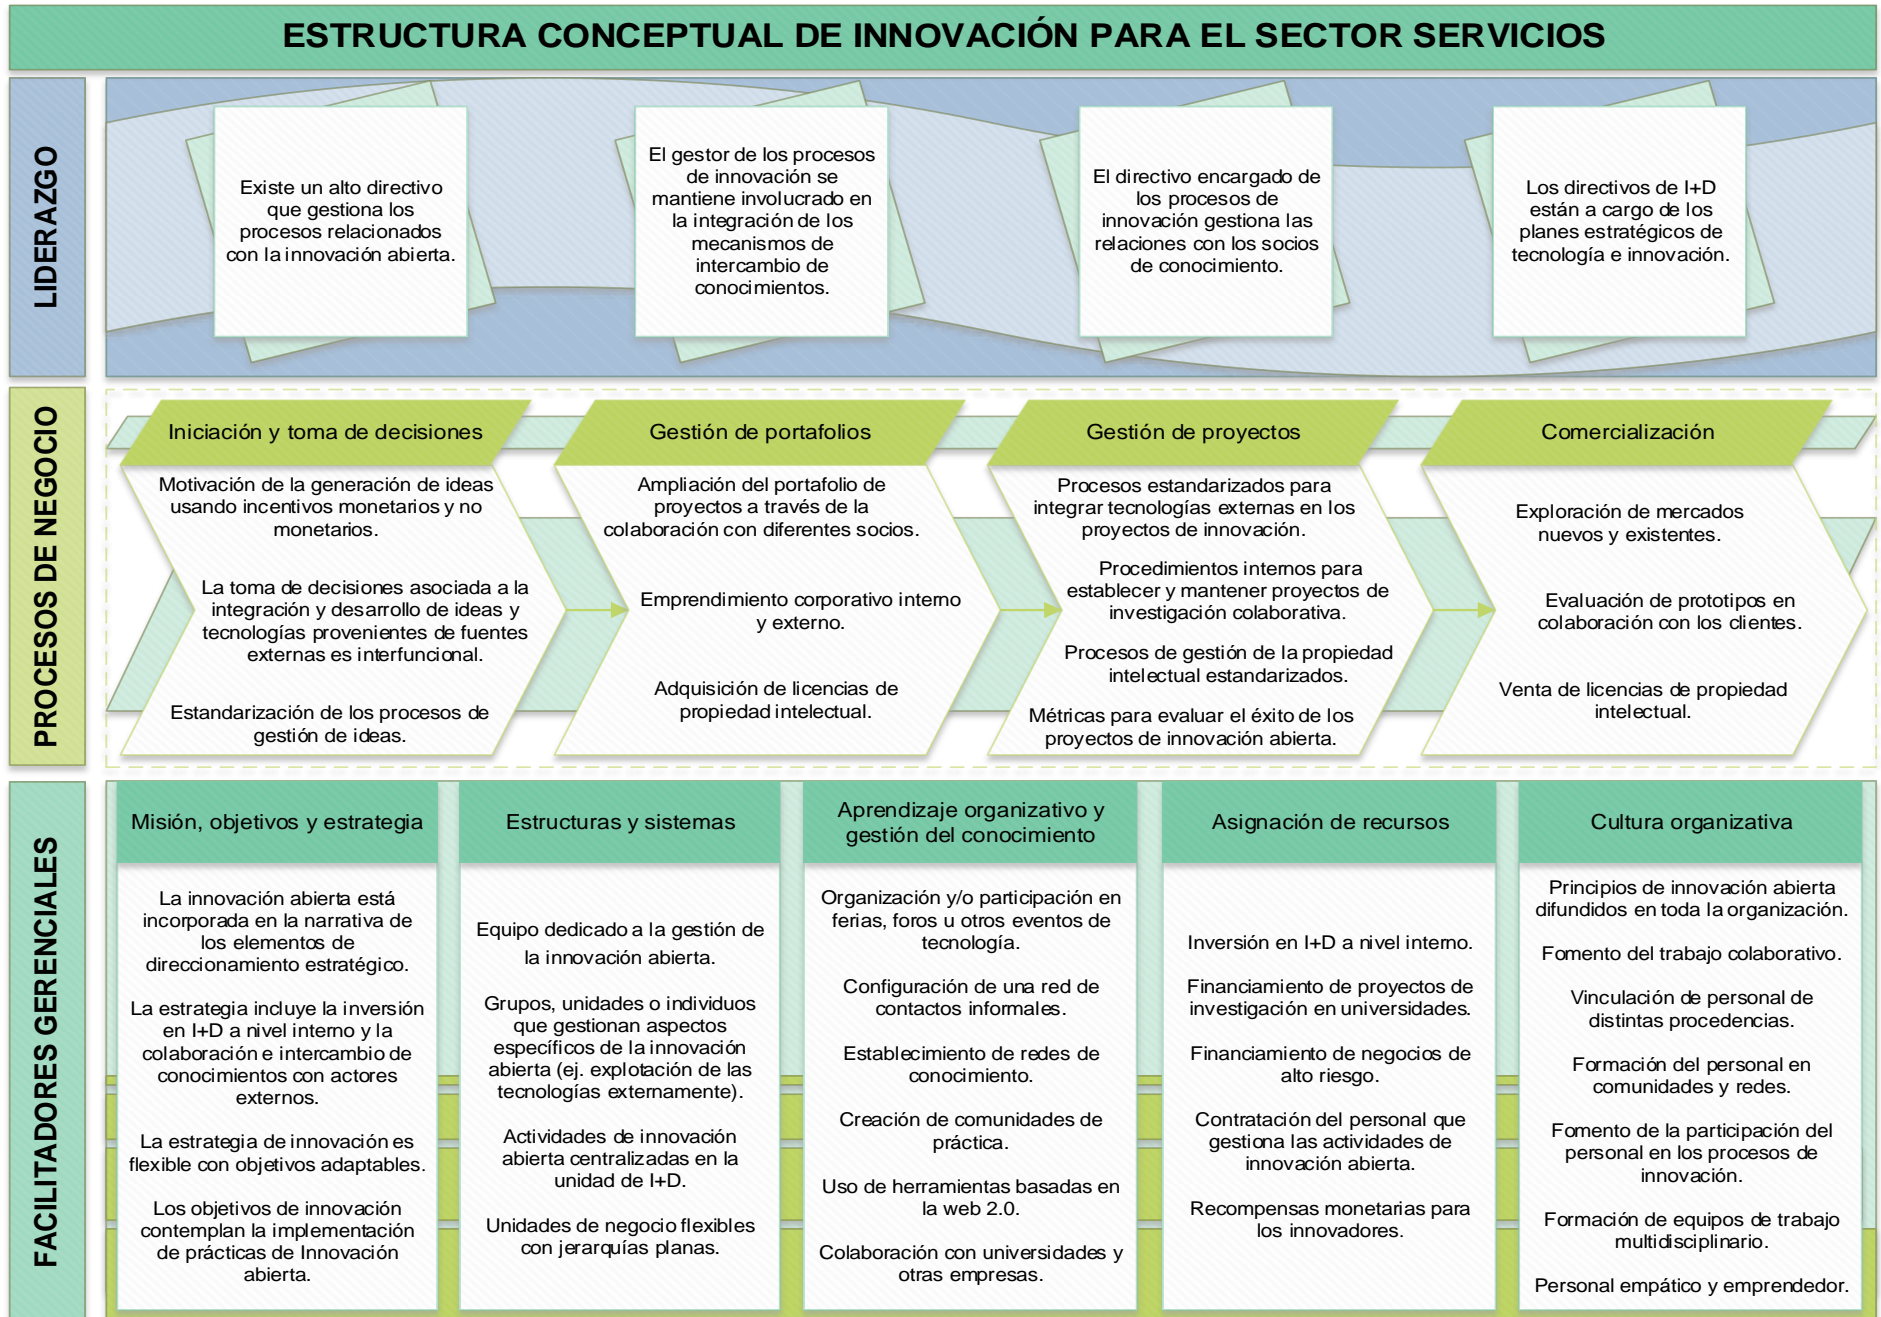 ESTRUCTURA CONCEPTUAL DE INNOVACIÓN PARA EL SECTOR SERVICIOS
LIDERAZGO
Existe un alto directivo
que gestiona los
procesos relacionados
con la innovación abierta.
El gestor de los procesos
de innovación se
mantiene involucrado en
la integración de los
mecanismos de
intercambio de
conocimientos.
El directivo encargado de
los procesos de
innovación gestiona las
relaciones con los socios
de conocimiento.
Los directivos de I+D
están a cargo de los
planes estratégicos de
tecnología e innovación.
PROCESOS DE NEGOCIO
Iniciación y toma de decisiones
Motivación de la generación de ideas
usando incentivos monetarios y no
monetarios.
La toma de decisiones asociada a la
integración y desarrollo de ideas y
tecnologías provenientes de fuentes
externas es interfuncional.
Estandarización de los procesos de
gestión de ideas.
Gestión de portafolios
Ampliación del portafolio de
proyectos a través de la
colaboración con diferentes socios.
Emprendimiento corporativo interno
y externo.
Adquisición de licencias de
propiedad intelectual.
Gestión de proyectos
Procesos estandarizados para
integrar tecnologías externas en los
proyectos de innovación.
Procedimientos internos para
establecer y mantener proyectos de
investigación colaborativa.
Procesos de gestión de la propiedad
intelectual estandarizados.
Métricas para evaluar el éxito de los
proyectos de innovación abierta.
Comercialización
Exploración de mercados
nuevos y existentes.
Evaluación de prototipos en
colaboración con los clientes.
Venta de licencias de propiedad
intelectual.
FACILITADORES GERENCIALES
Misión, objetivos y estrategia
La innovación abierta está
incorporada en la narrativa de
los elementos de
direccionamiento estratégico.
La estrategia incluye la inversión
en I+D a nivel interno y la
colaboración e intercambio de
conocimientos con actores
externos.
La estrategia de innovación es
flexible con objetivos adaptables.
Los objetivos de innovación
contemplan la implementación
de prácticas de Innovación
abierta.
Estructuras y sistemas
Equipo dedicado a la gestión de
la innovación abierta.
Grupos, unidades o individuos
que gestionan aspectos
específicos de la innovación
abierta (ej. explotación de las
tecnologías externamente).
Actividades de innovación
abierta centralizadas en la
unidad de I+D.
Unidades de negocio flexibles
con jerarquías planas.
Aprendizaje organizativo y
gestión del conocimiento
Organización y/o participación en
ferias, foros u otros eventos de
tecnología.
Configuración de una red de
contactos informales.
Establecimiento de redes de
conocimiento.
Creación de comunidades de
práctica.
Uso de herramientas basadas en
la web 2.0.
Colaboración con universidades y
otras empresas.
Asignación de recursos
Inversión en I+D a nivel interno.
Financiamiento de proyectos de
investigación en universidades.
Financiamiento de negocios de
alto riesgo.
Contratación del personal que
gestiona las actividades de
innovación abierta.
Recompensas monetarias para
los innovadores.
Cultura organizativa
Principios de innovación abierta
difundidos en toda la organización.
Fomento del trabajo colaborativo.
Vinculación de personal de
distintas procedencias.
Formación del personal en
comunidades y redes.
Fomento de la participación del
personal en los procesos de
innovación.
Formación de equipos de trabajo
multidisciplinario.
Personal empático y emprendedor.